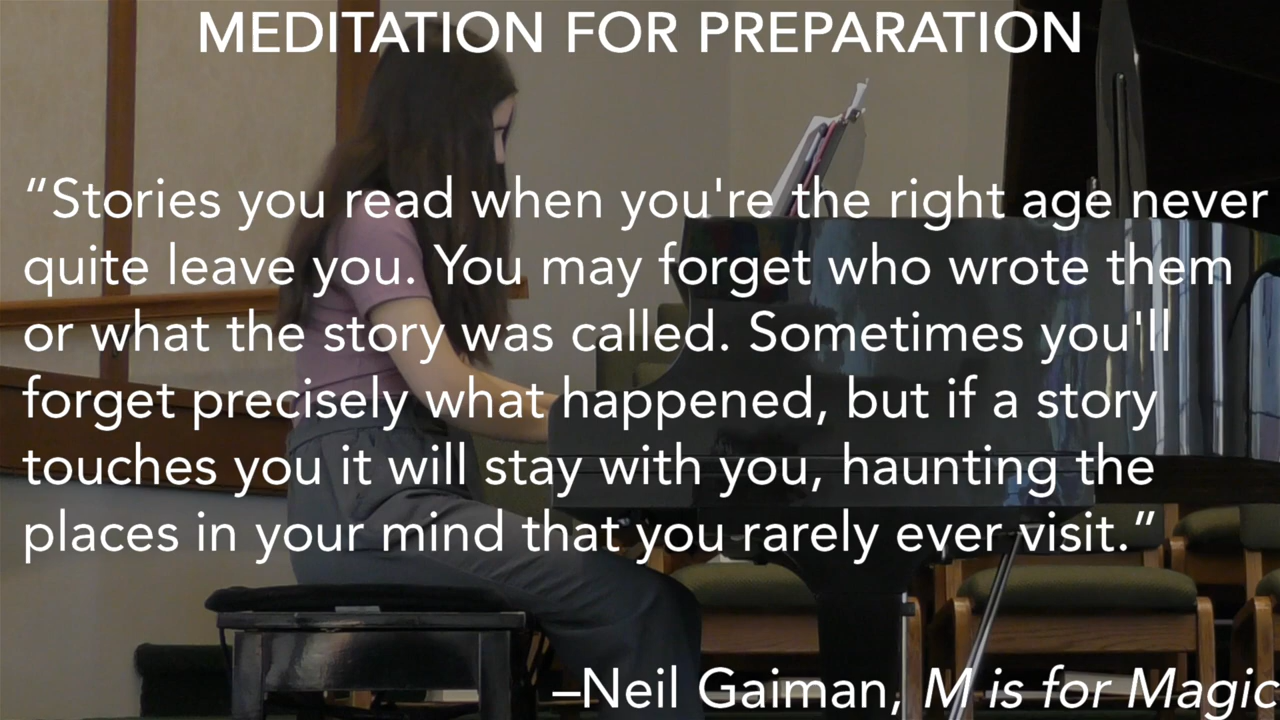 MEDITATION FOR PREPARATION
“Stories you read when you're the right age never
quite leave you. You may forget who wrote them
or what the story was called. Sometimes you'll
forget precisely what happened, but if a story
touches you it will stay with you, haunting the
places in your mind that you rarely ever visit.”
–Neil Gaiman, M is for Magic